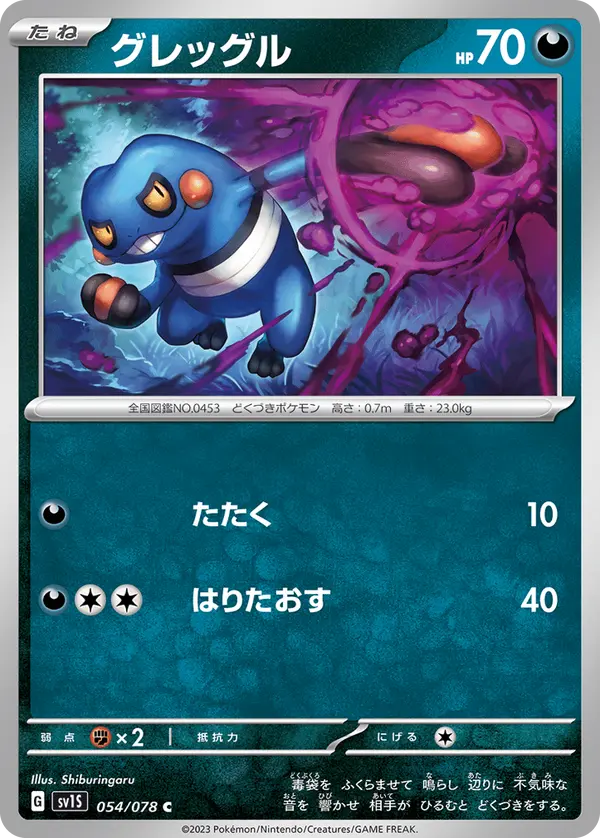 たね グレッグル HP70
全国図鑑NO.0453 どくづきポケモン 高さ：0.7m 重さ：23.0kg
たたく 10
はりたおす 40
弱点 ×2 抵抗力 にげる
Illus. Shiburingaru
G sv1S 054/078 C
毒袋を ふくらませて 鳴らし 辺りに 不気味な
音を 響かせ 相手が ひるむと どくづきをする。
©2023 Pokémon/Nintendo/Creatures/GAME FREAK.